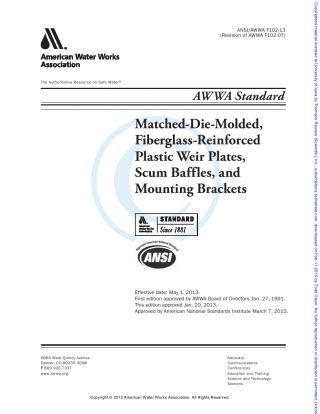 ANSI/AWWA F102-13
(Revision of AWWA F102-07)
American Water Works
Association
The Authoritative Resource on Safe Water
AWWA Standard
Matched-Die-Molded,
Fiberglass-Reinforced
Plastic Weir Plates,
Scum Baffles, and
Mounting Brackets
STANDARD
Since 1881
ANSI
Effective date: May 1, 2013.
First edition approved by AWWA Board of Directors Jan. 27, 1991.
This edition approved Jan. 20, 2013.
Approved by American National Standards Institute March 7, 2013.
6666 West Quincy Avenue
Denver, CO 80235-3098
T 800.926.7337
www.awwa.org
Advocacy
Communications
Conferences
Education and Training
Science and Technology
Sections
Copyright © 2013 American Water Works Association. All Rights Reserved.